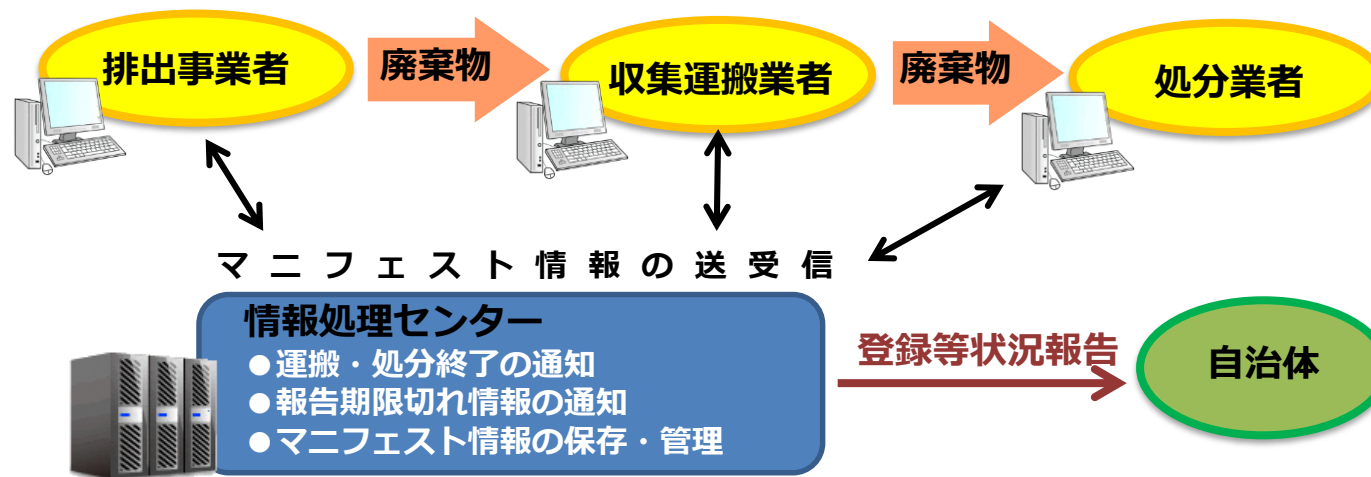 排出事業者
廃棄物
収集運搬業者
廃棄物
処分業者
マニフェスト情報の送受信
情報処理センター
●運搬・処分終了の通知
●報告期限切れ情報の通知
●マニフェスト情報の保存・管理
登録等状況報告
自治体